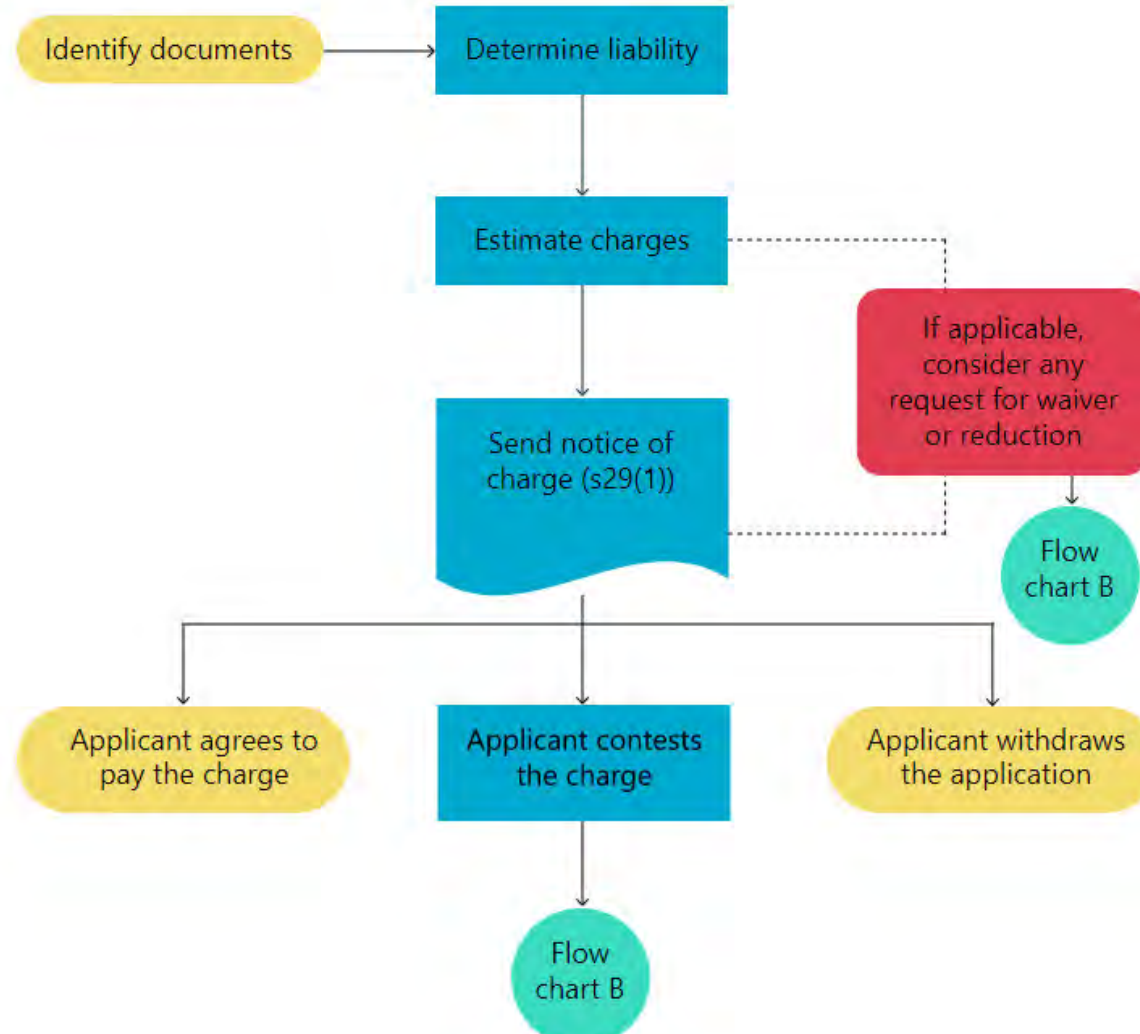 Identify documents
Determine liability
Estimate charges
If applicable,
consider any
request for waiver
or reduction
Send notice of
charge (s29(1))
Flow
chart B
Applicant agrees to
pay the charge
Applicant contests
the charge
Applicant withdraws
the application
Flow
chart B